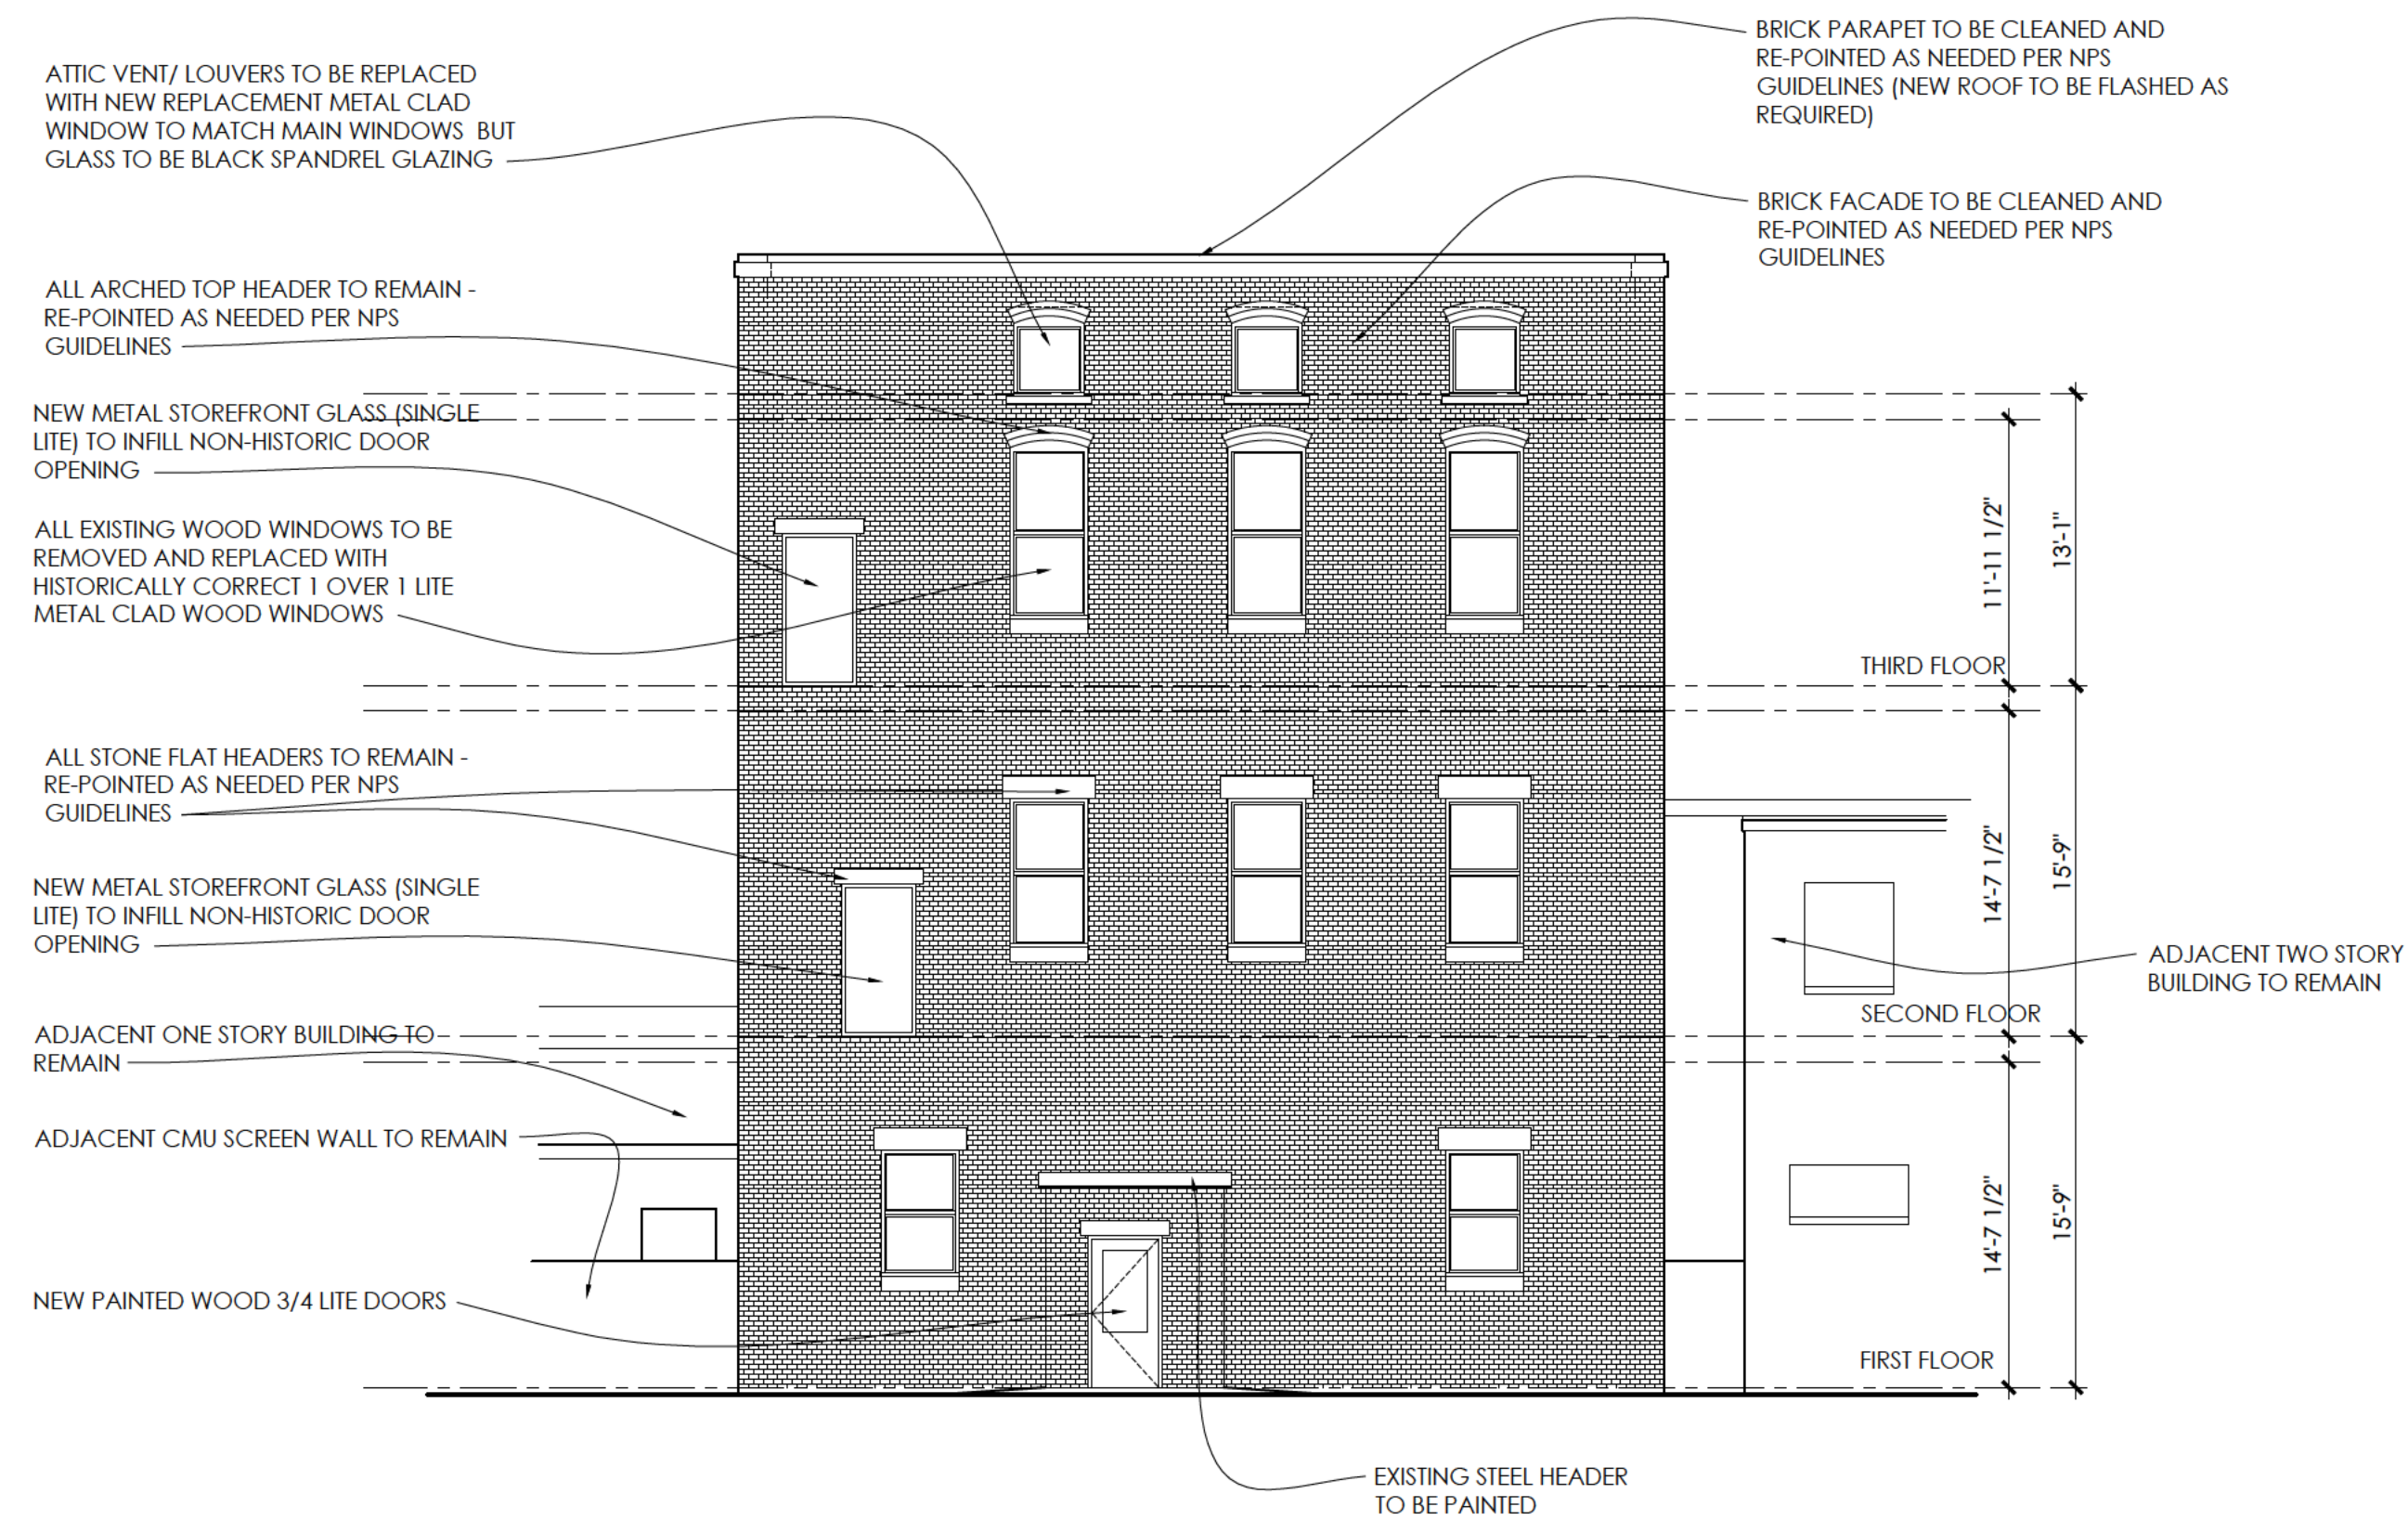 BRICK PARAPET TO BE CLEANED AND
RE-POINTED AS NEEDED PER NPS
GUIDELINES (NEW ROOF TO BE FLASHED AS
REQUIRED)
ATTIC VENT/ LOUVERS TO BE REPLACED
WITH NEW REPLACEMENT METAL CLAD
WINDOW TO MATCH MAIN WINDOWS BUT
GLASS TO BE BLACK SPANDREL GLAZING
BRICK FACADE TO BE CLEANED AND
RE-POINTED AS NEEDED PER NPS
GUIDELINES
ALL ARCHED TOP HEADER TO REMAIN -
RE-POINTED AS NEEDED PER NPS
GUIDELINES
NEW METAL STOREFRONT GLASS (SINGLE
LITE) TO INFILL NON-HISTORIC DOOR
OPENING
ALL EXISTING WOOD WINDOWS TO BE
REMOVED AND REPLACED WITH
HISTORICALLY CORRECT 1 OVER 1 LITE
METAL CLAD WOOD WINDOWS
11'-11 1/2"
13'-1"
THIRD FLOOR
ALL STONE FLAT HEADERS TO REMAIN -
RE-POINTED AS NEEDED PER NPS
GUIDELINES
NEW METAL STOREFRONT GLASS (SINGLE
LITE) TO INFILL NON-HISTORIC DOOR
OPENING
14'-7 1/2"
15'-9"
ADJACENT TWO STORY
BUILDING TO REMAIN
SECOND FLOOR
ADJACENT ONE STORY BUILDING TO
REMAIN
ADJACENT CMU SCREEN WALL TO REMAIN
14'-7 1/2"
15'-9"
NEW PAINTED WOOD 3/4 LITE DOORS
FIRST FLOOR
EXISTING STEEL HEADER
TO BE PAINTED